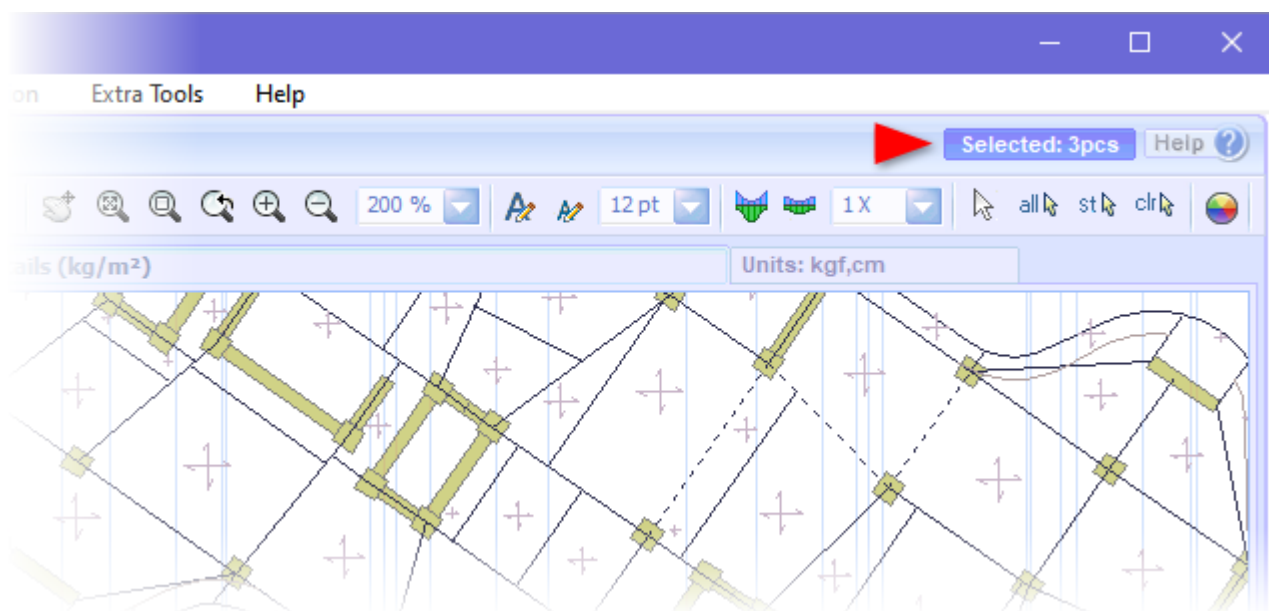 on Extra Tools Help
Selected: 3pcs Help ?
200 % A A 12 pt 1 X all st clr
ails (kg/m²) Units: kgf,cm